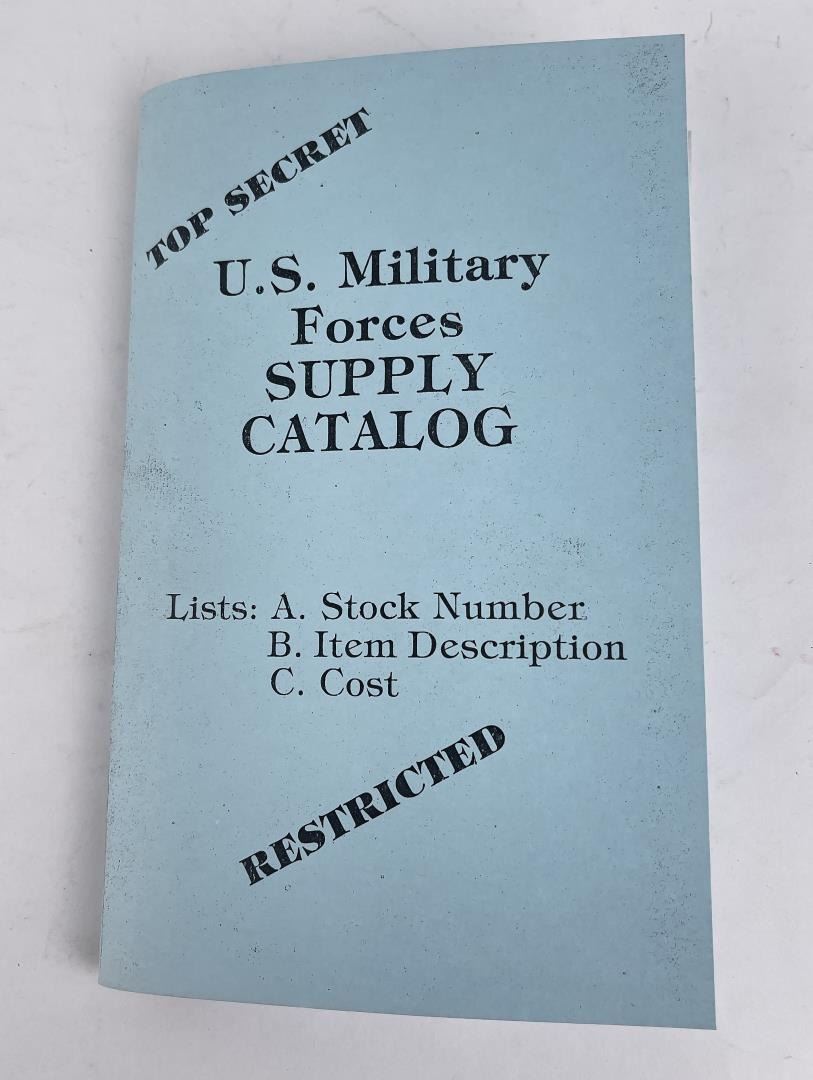 TOP SECRET
U.S. Military
Forces
SUPPLY
CATALOG
Lists: A. Stock Number
B. Item Description
C. Cost
RESTRICTED